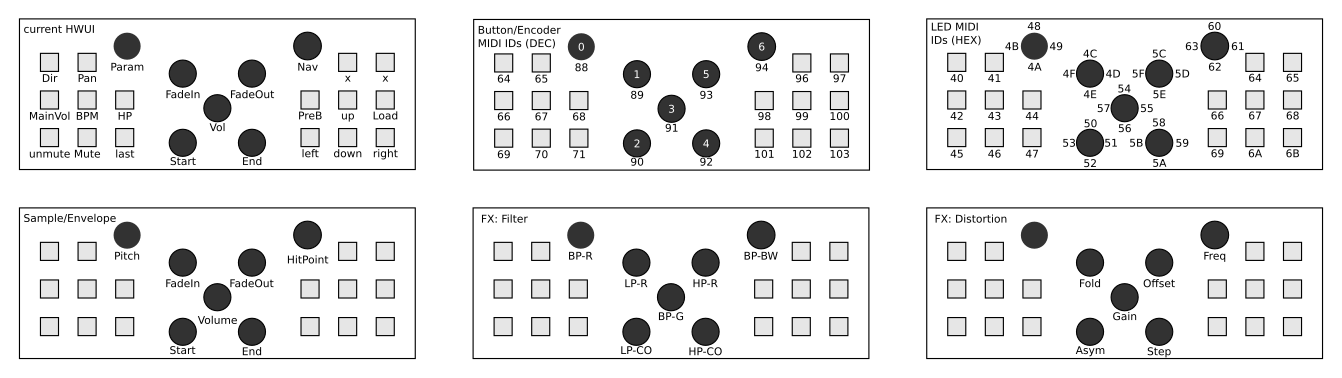 current HWUI
Param
Nav
Dir Pan
FadeIn FadeOut
x x
MainVol BPM HP
Vol
PreB up Load
unmute Mute last
Start End
left down right
Button/Encoder
MIDI IDs (DEC)
0
6
88
94
64 65
1 5
96 97
89 93
66 67 68
3
98 99 100
91
69 70 71
2 4
101 102 103
90 92
LED MIDI
IDs (HEX)
48
60
4B 49
63 61
4A
62
40 41
4C 5C
64 65
4F 4D 5F 5D
4E 5E
42 43 44
54
57 55
56
66 67 68
50 58
53 51 5B 59
52 5A
45 46 47
69 6A 6B
Sample/Envelope
Pitch
HitPoint
FadeIn FadeOut
Volume
Start End
FX: Filter
BP-R
BP-BW
LP-R HP-R
BP-G
LP-CO HP-CO
FX: Distortion
Freq
Fold Offset
Gain
Asym Step